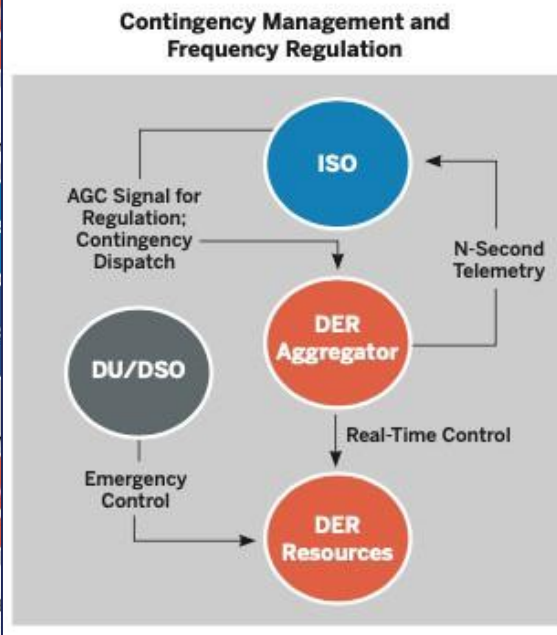 Contingency Management and
Frequency Regulation
ISO
AGC Signal for
Regulation;
Contingency
Dispatch
N-Second
Telemetry
DER
Aggregator
DU/DSO
Real-Time Control
Emergency
Control
DER
Resources